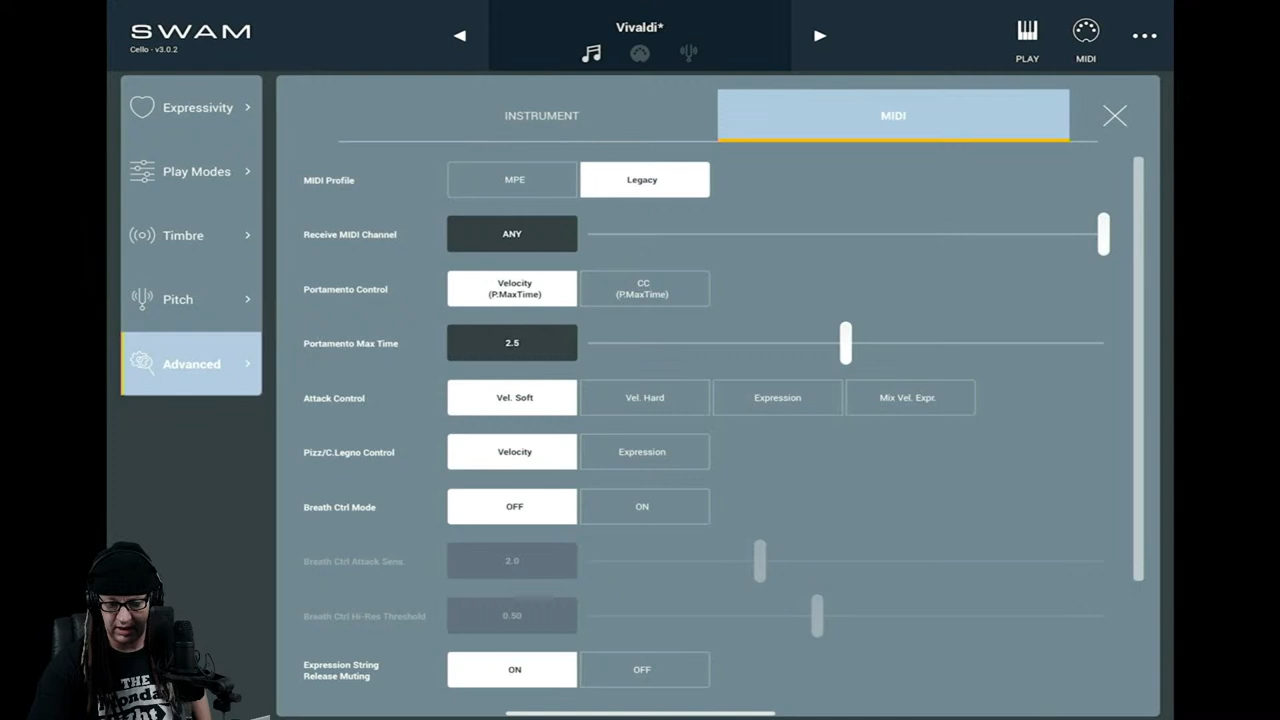 SWAM
Cello - v3.0.2
Vivaldi*
PLAY
MIDI
Expressivity
Play Modes
Timbre
Pitch
Advanced
INSTRUMENT
MIDI
MIDI Profile
MPE
Legacy
Receive MIDI Channel
ANY
Portamento Control
Velocity
(P.MaxTime)
CC
(P.MaxTime)
Portamento Max Time
2.5
Attack Control
Vel. Soft
Vel. Hard
Expression
Mix Vel. Expr.
Pizz/C.Legno Control
Velocity
Expression
Breath Ctrl Mode
OFF
ON
Breath Ctrl Attack Sens.
2.0
Breath Ctrl Hi-Res Threshold
0.50
Expression String
Release Muting
ON
OFF
THE